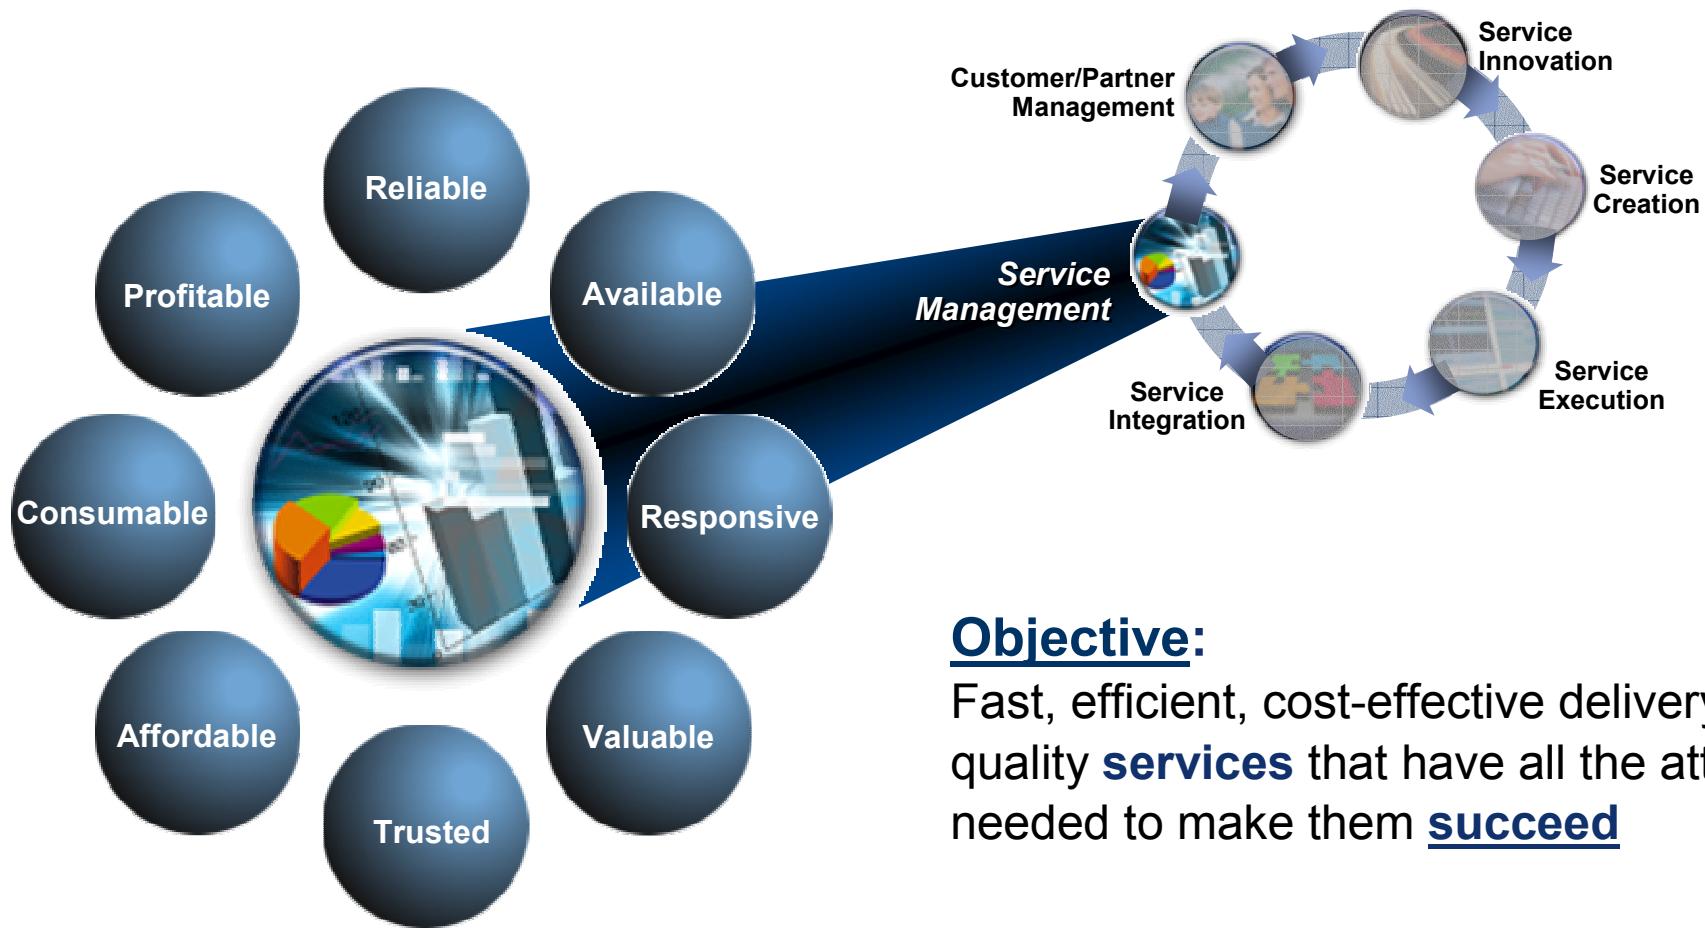 Reliable
Profitable
Available
Consumable
Responsive
Affordable
Valuable
Trusted
Service
Management
Customer/Partner
Management
Service
Innovation
Service
Creation
Service
Execution
Service
Integration
Objective:
Fast, efficient, cost-effective delivery
quality services that have all the att
needed to make them succeed